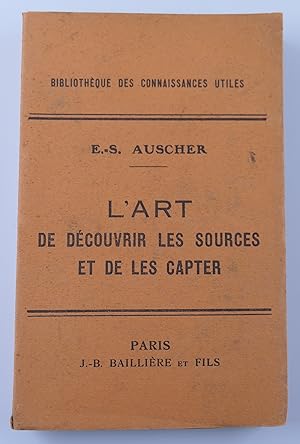 BIBLIOTHÈQUE DES CONNAISSANCES UTILES
E.-S. AUSCHER
L'ART
DE DÉCOUVRIR LES SOURCES
ET DE LES CAPTER
PARIS
J.-B. BAILLIÈRE ET FILS